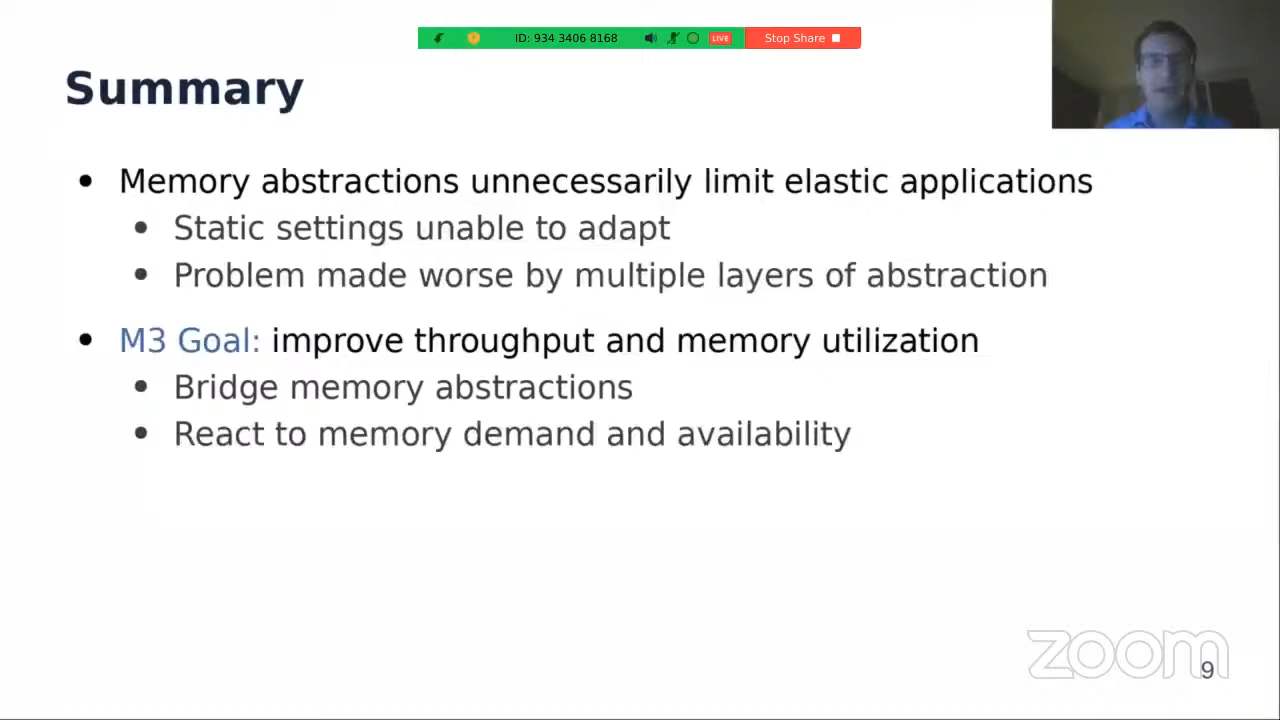 ID: 934 3406 8168
LIVE
Stop Share
Summary
• Memory abstractions unnecessarily limit elastic applications
• Static settings unable to adapt
• Problem made worse by multiple layers of abstraction
• M3 Goal: improve throughput and memory utilization
• Bridge memory abstractions
• React to memory demand and availability
zoom
9